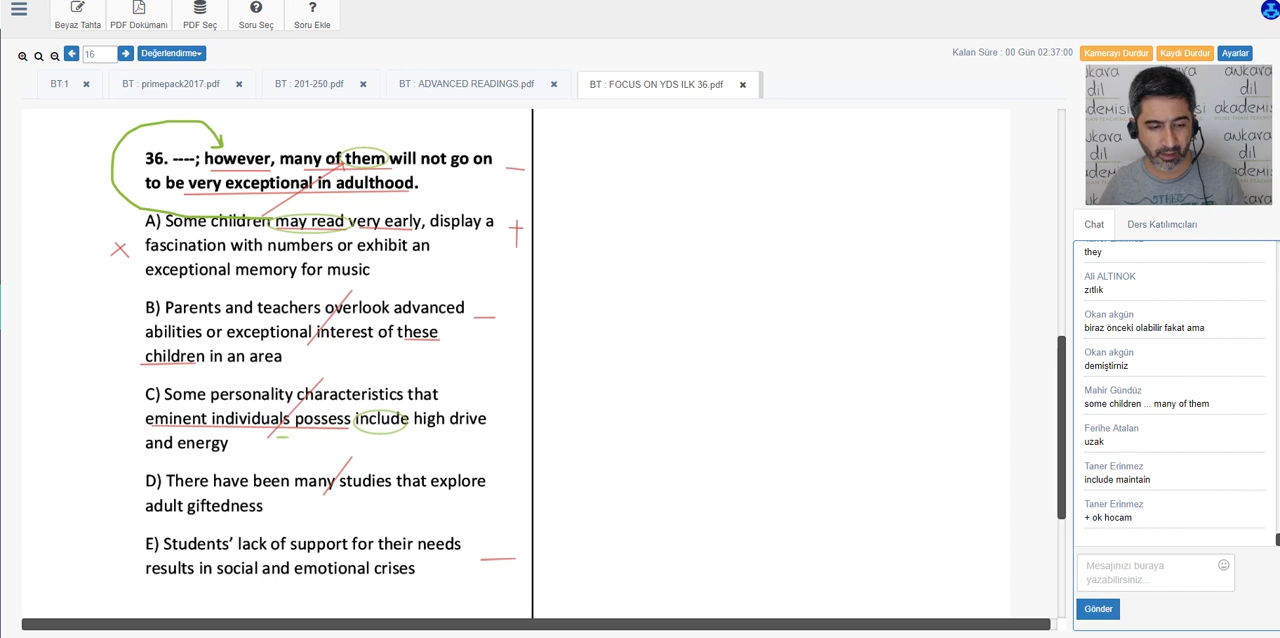 Beyaz Tahta
PDF Dokümanı
PDF Seç
Soru Seç
Soru Ekle
16
Değerlendirme
Kalan Süre : 00 Gün 02:37:00
Kamerayı Durdur
Kaydı Durdur
Ayarlar
BT.1
BT : primepack2017.pdf
BT : 201-250.pdf
BT : ADVANCED READINGS.pdf
BT : FOCUS ON YDS ILK 36.pdf
36. ----; however, many of them will not go on
to be very exceptional in adulthood.
A) Some children may read very early, display a
fascination with numbers or exhibit an
exceptional memory for music
B) Parents and teachers overlook advanced
abilities or exceptional interest of these
children in an area
C) Some personality characteristics that
eminent individuals possess include high drive
and energy
D) There have been many studies that explore
adult giftedness
E) Students’ lack of support for their needs
results in social and emotional crises
ankara
dil
akademisi
Chat
Ders Katılımcıları
Taner Erinmez
they
Ali ALTINOK
zıtlık
Okan akgün
biraz önceki olabilir fakat ama
Okan akgün
demiştirniz
Mahir Gündüz
some children ... many of them
Ferihe Atalan
uzak
Taner Erinmez
include maintain
Taner Erinmez
+ ok hocam
Mesajınızı buraya
yazabilirsiniz...
Gönder